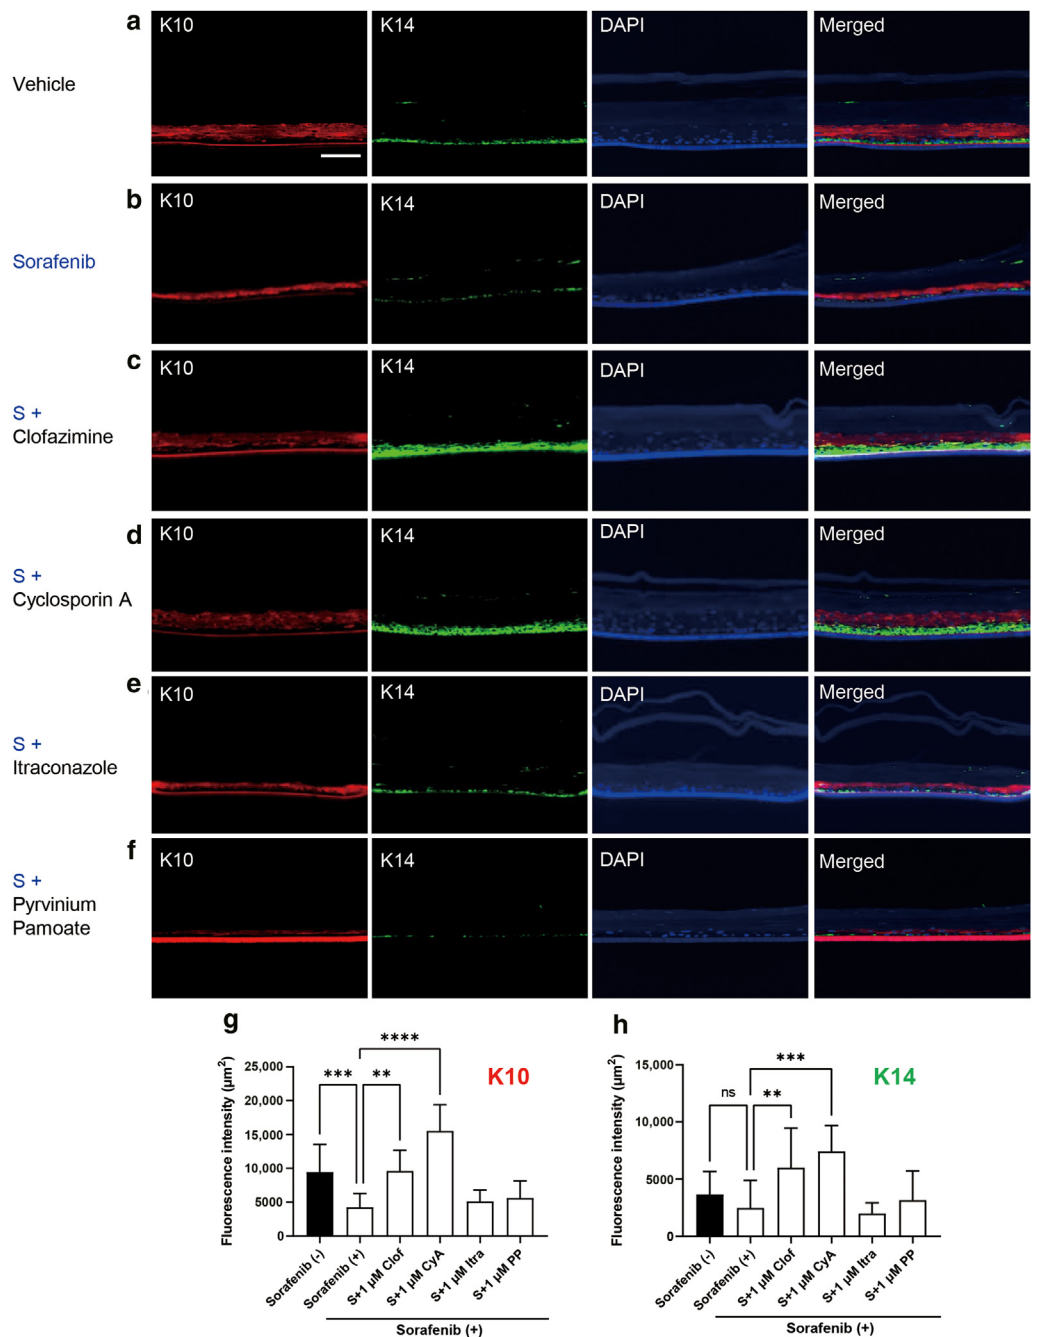 a
K10
K14
DAPI
Merged
Vehicle
b
K10
K14
DAPI
Merged
Sorafenib
c
K10
K14
DAPI
Merged
S +
Clofazimine
d
K10
K14
DAPI
Merged
S +
Cyclosporin A
e
K10
K14
DAPI
Merged
S +
Itraconazole
f
K10
K14
DAPI
Merged
S +
Pyrvinium
Pamoate
g
K10
Fluorescence intensity (µm²)
25,000
20,000
15,000
10,000
5000
0
****
***
**
Sorafenib (-)
Sorafenib (+)
S+1 µM Clof
S+1 µM CyA
S+1 µM Itra
S+1 µM PP
Sorafenib (+)
h
K14
Fluorescence intensity (µm²)
15,000
10,000
5000
0
***
ns
**
Sorafenib (-)
Sorafenib (+)
S+1 µM Clof
S+1 µM CyA
S+1 µM Itra
S+1 µM PP
Sorafenib (+)